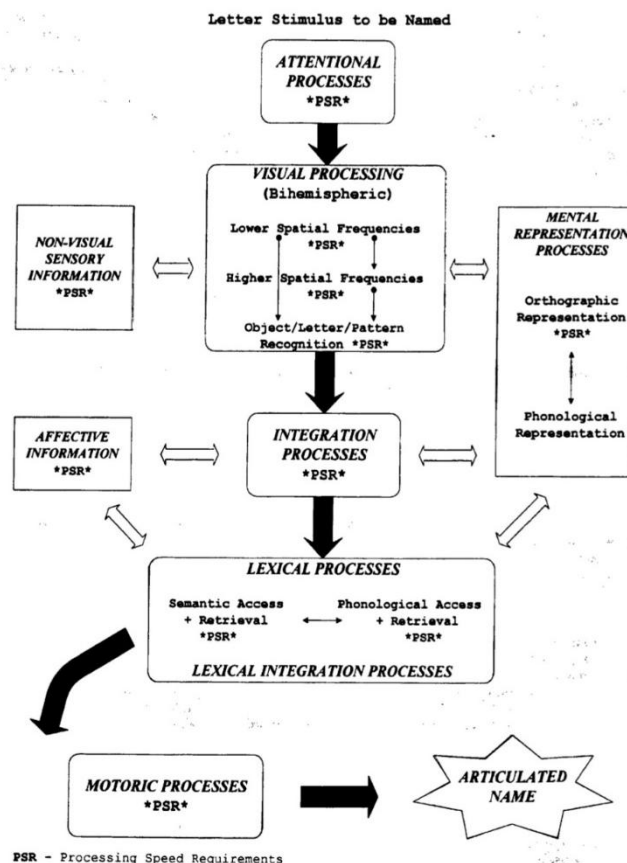 Letter Stimulus to be Named
ATTENTIONAL
PROCESSES
*PSR*
VISUAL PROCESSING
(Bihemispheric)
Lower Spatial Frequencies
*PSR*
Higher Spatial Frequencies
*PSR*
Object/Letter/Pattern
Recognition *PSR*
NON-VISUAL
SENSORY
INFORMATION
*PSR*
MENTAL
REPRESENTATION
PROCESSES
Orthographic
Representation
*PSR*
Phonological
Representation
AFFECTIVE
INFORMATION
*PSR*
INTEGRATION
PROCESSES
*PSR*
LEXICAL PROCESSES
Semantic Access
+ Retrieval
*PSR*
Phonological Access
+ Retrieval
*PSR*
LEXICAL INTEGRATION PROCESSES
MOTORIC PROCESSES
*PSR*
ARTICULATED
NAME
PSR - Processing Speed Requirements